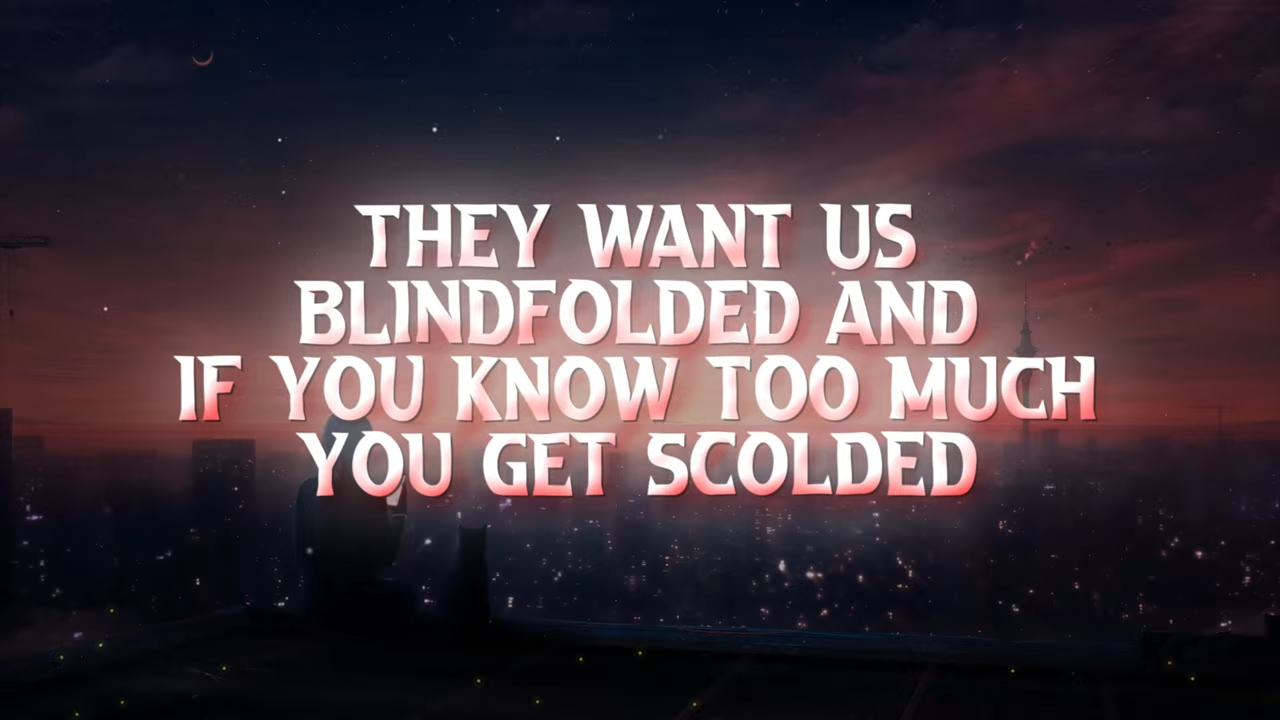 THEY WANT US
BLINDFOLDED AND
IF YOU KNOW TOO MUCH
YOU GET SCOLDED